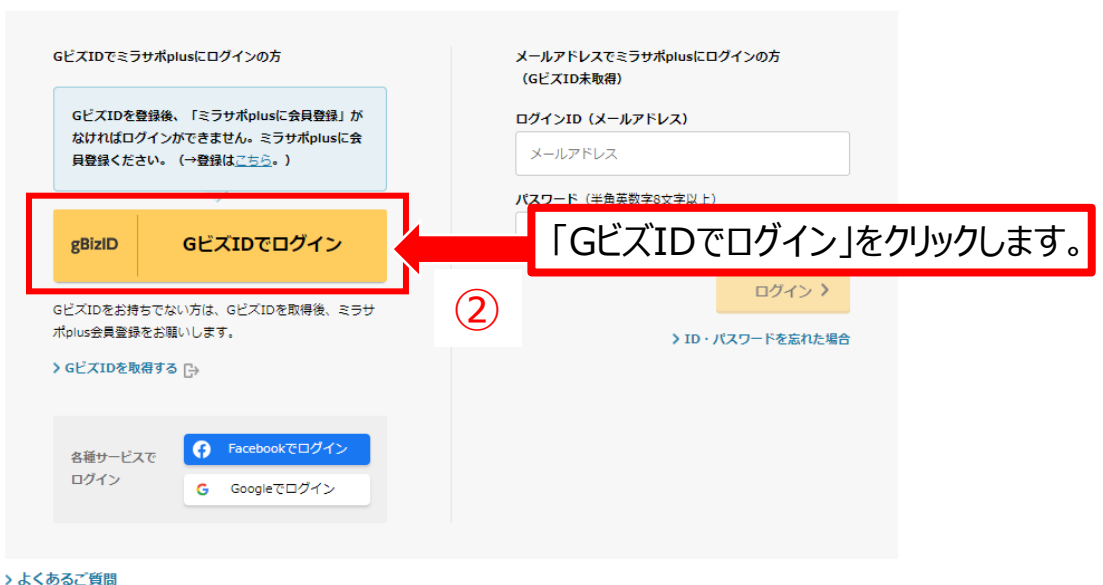 GビズIDでミラサポplusにログインの方
GビズIDを登録後、「ミラサポplusに会員登録」が
なければログインができません。ミラサポplusに会
員登録ください。（→登録はこちら。）
gBizID
GビズIDでログイン
GビズIDをお持ちでない方は、GビズIDを取得後、ミラサ
ポplus会員登録をお願いします。
GビズIDを取得する
各種サービスで
ログイン
Facebookでログイン
Googleでログイン
メールアドレスでミラサポplusにログインの方
（GビズID未取得）
ログインID（メールアドレス）
メールアドレス
パスワード（半角英数字8文字以上）
「GビズIDでログイン」をクリックします。
②
ログイン
ID・パスワードを忘れた場合
よくあるご質問